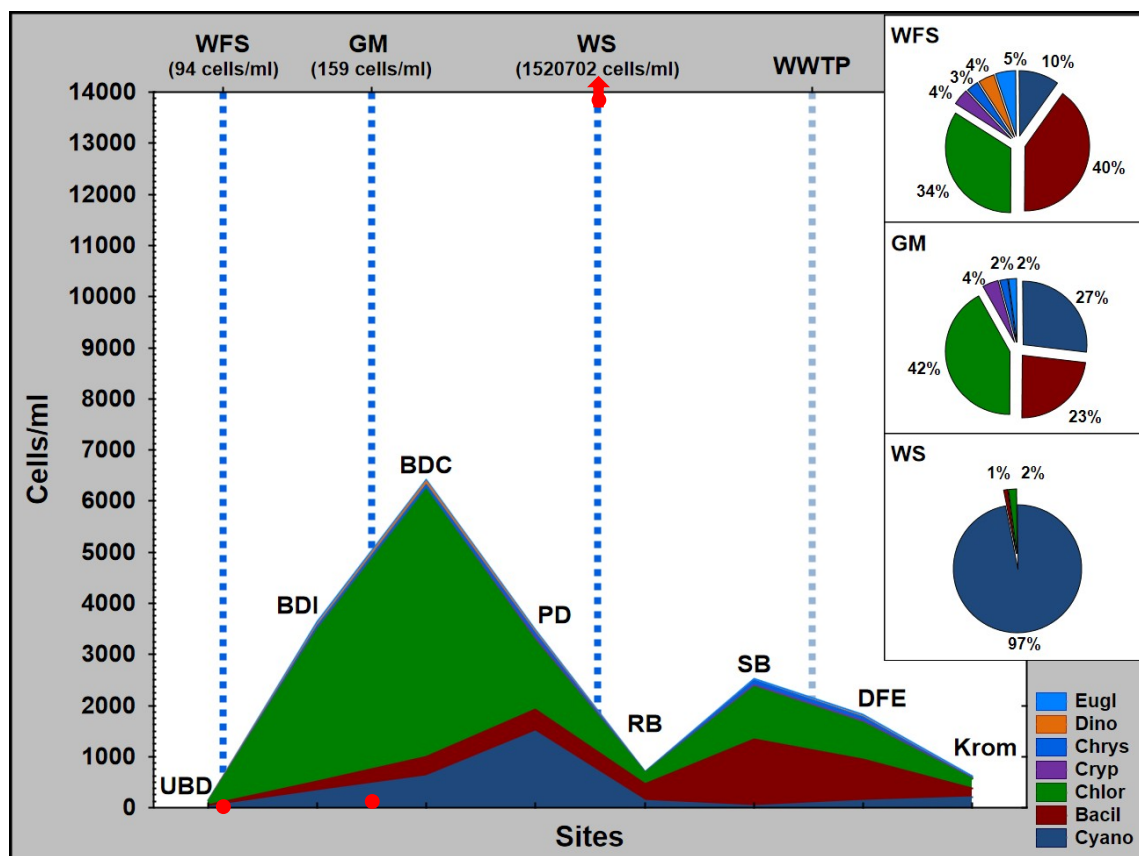 WFS
(94 cells/ml)
GM
(159 cells/ml)
WS
(1520702 cells/ml)
WWTP
14000
13000
12000
11000
10000
9000
8000
7000
6000
5000
4000
3000
2000
1000
0
Cells/ml
UBD
BDI
BDC
PD
RB
SB
DFE
Krom
Sites
WFS
4%
3%
4%
5%
10%
40%
34%
GM
4%
2%
2%
27%
23%
42%
WS
1%
2%
97%
Eugl
Dino
Chrys
Cryp
Chlor
Bacil
Cyano